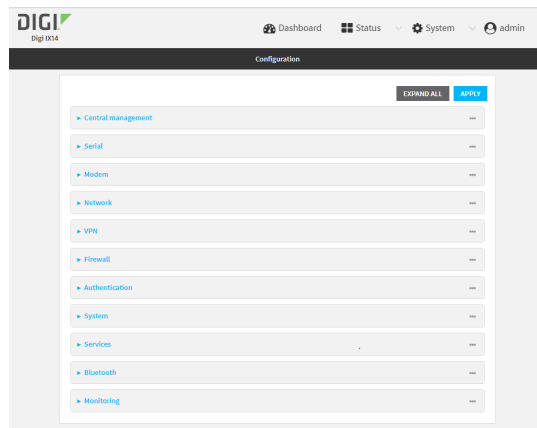 DIGI
Digi IX14
Dashboard Status System admin
Configuration
EXPAND ALL APPLY
Central management
Serial
Modem
Network
VPN
Firewall
Authentication
System
Services
Bluetooth
Monitoring